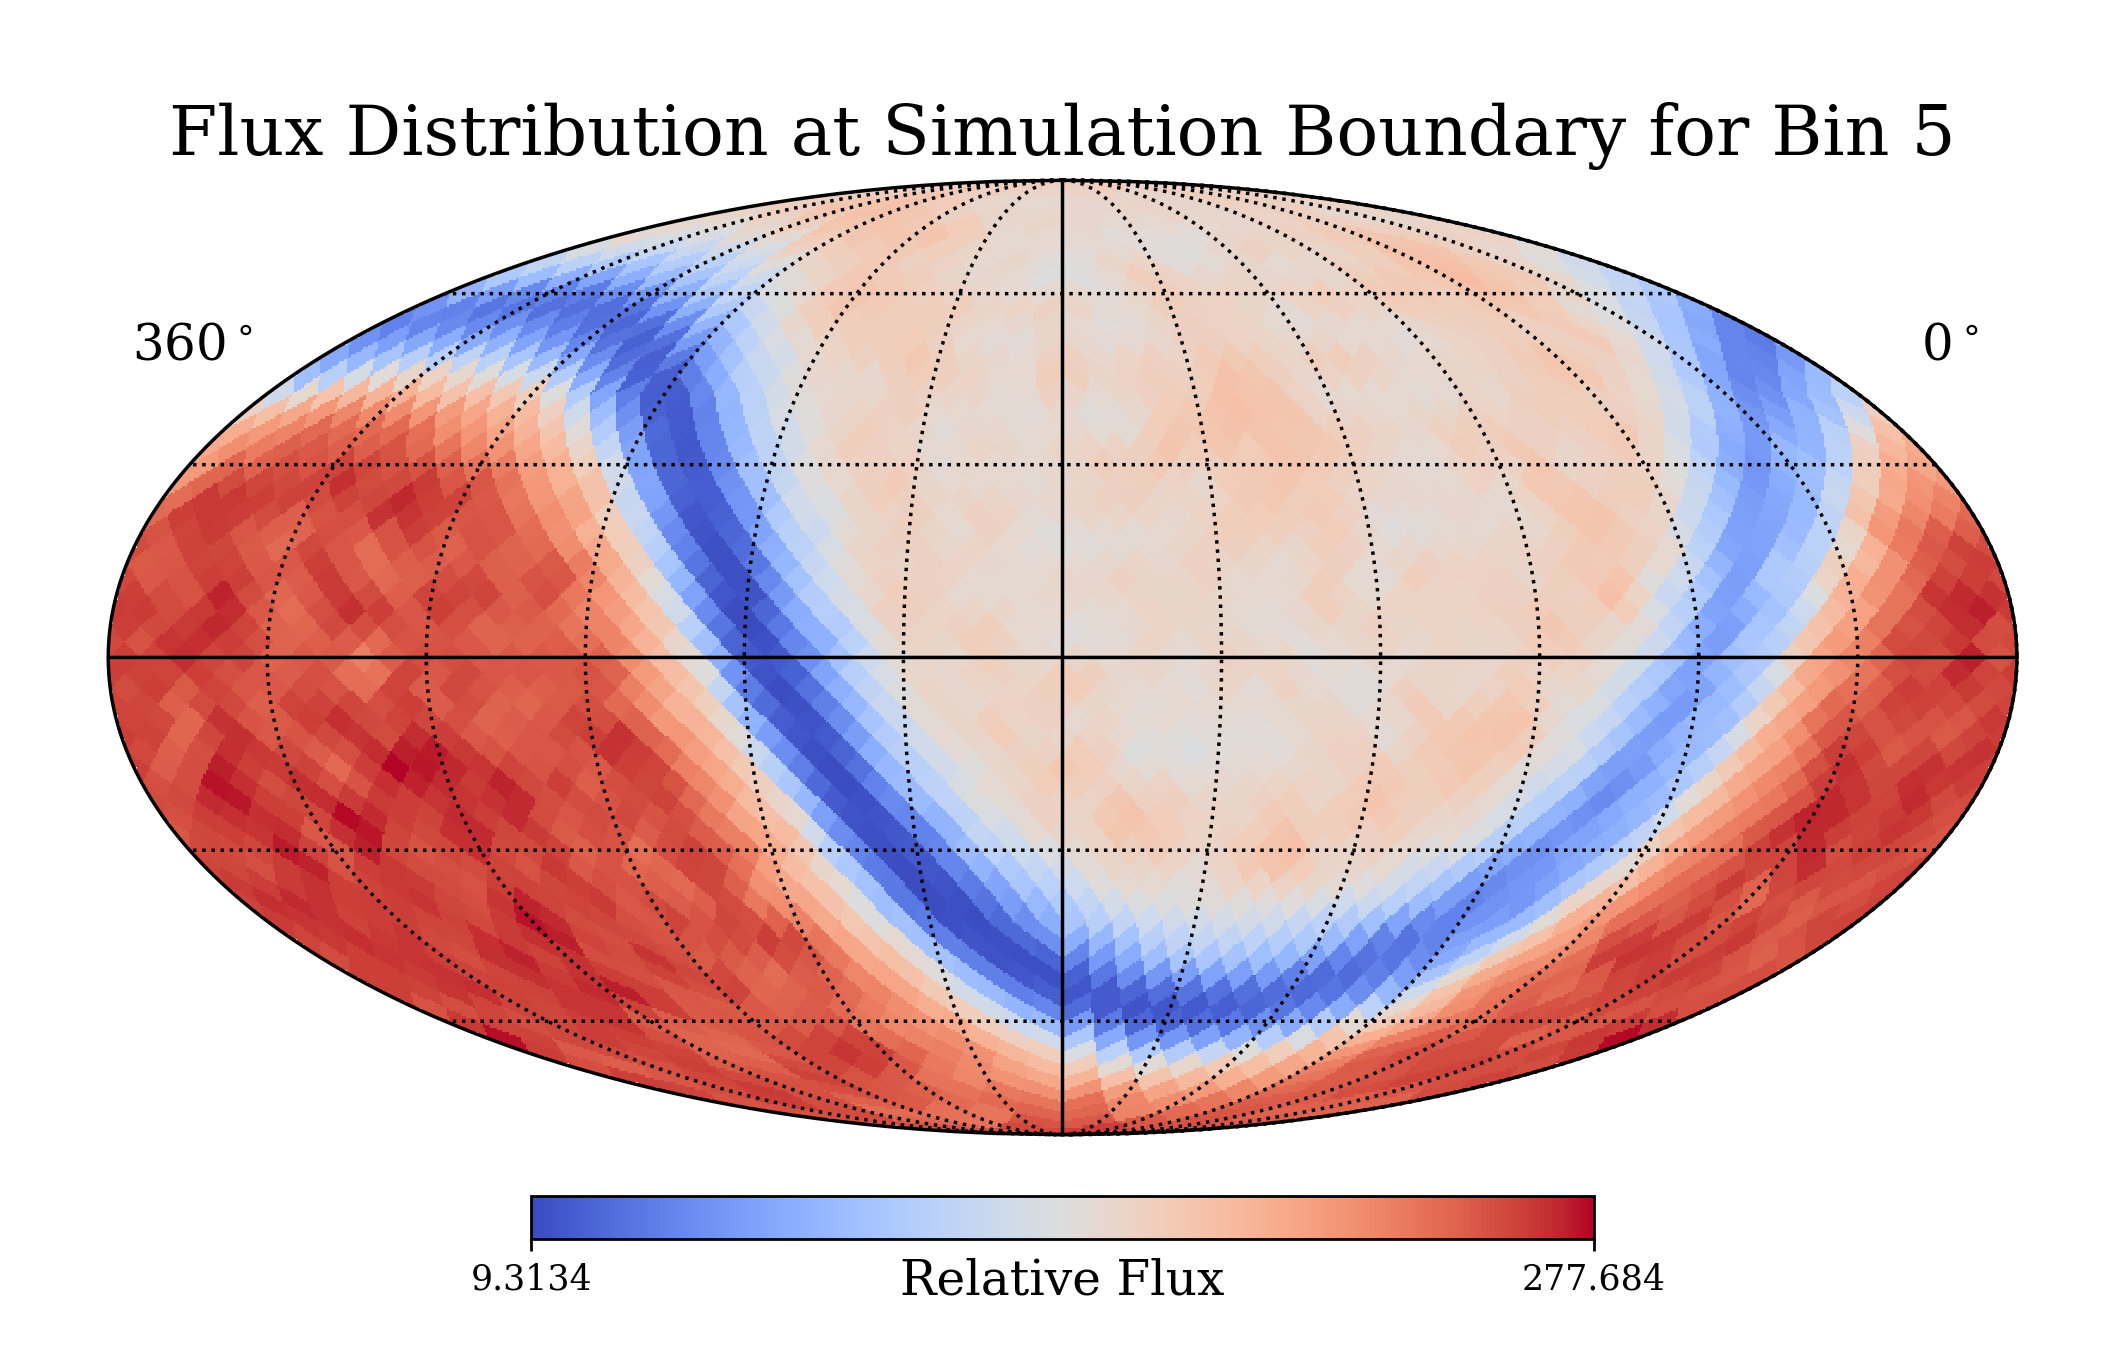 Flux Distribution at Simulation Boundary for Bin 5
360° 0°
9.3134 Relative Flux 277.684